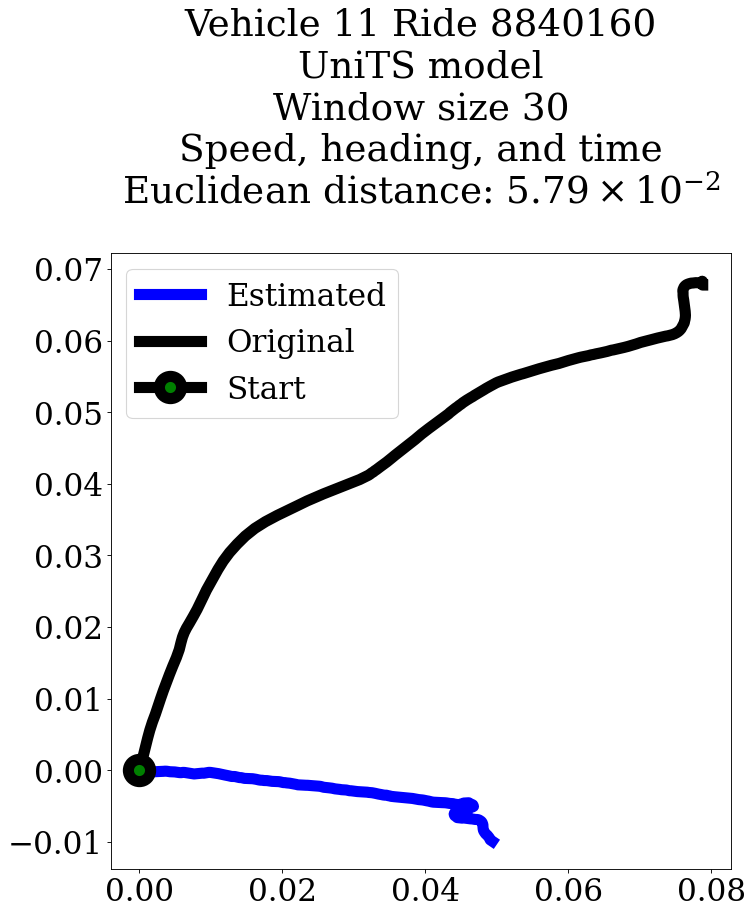 Vehicle 11 Ride 8840160
UniTS model
Window size 30
Speed, heading, and time
Euclidean distance: 5.79 × 10⁻²
Estimated
Original
Start
0.07
0.06
0.05
0.04
0.03
0.02
0.01
0.00
−0.01
0.00 0.02 0.04 0.06 0.08